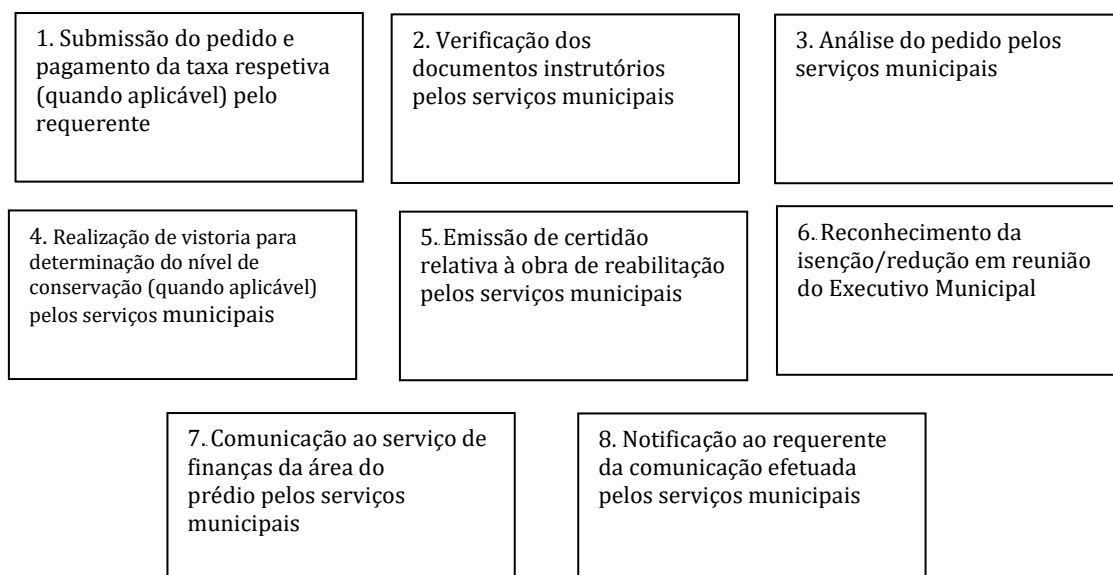 1. Submissão do pedido e
pagamento da taxa respetiva
(quando aplicável) pelo
requerente
2. Verificação dos
documentos instrutórios
pelos serviços municipais
3. Análise do pedido pelos
serviços municipais
4. Realização de vistoria para
determinação do nível de
conservação (quando aplicável)
pelos serviços municipais
5. Emissão de certidão
relativa à obra de reabilitação
pelos serviços municipais
6. Reconhecimento da
isenção/redução em reunião
do Executivo Municipal
7. Comunicação ao serviço de
finanças da área do
prédio pelos serviços
municipais
8. Notificação ao requerente
da comunicação efetuada
pelos serviços municipais